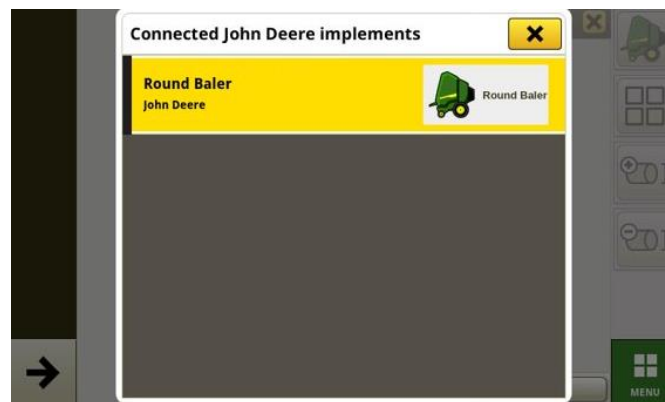 Connected John Deere implements
Round Baler
John Deere
Round Baler
MENU